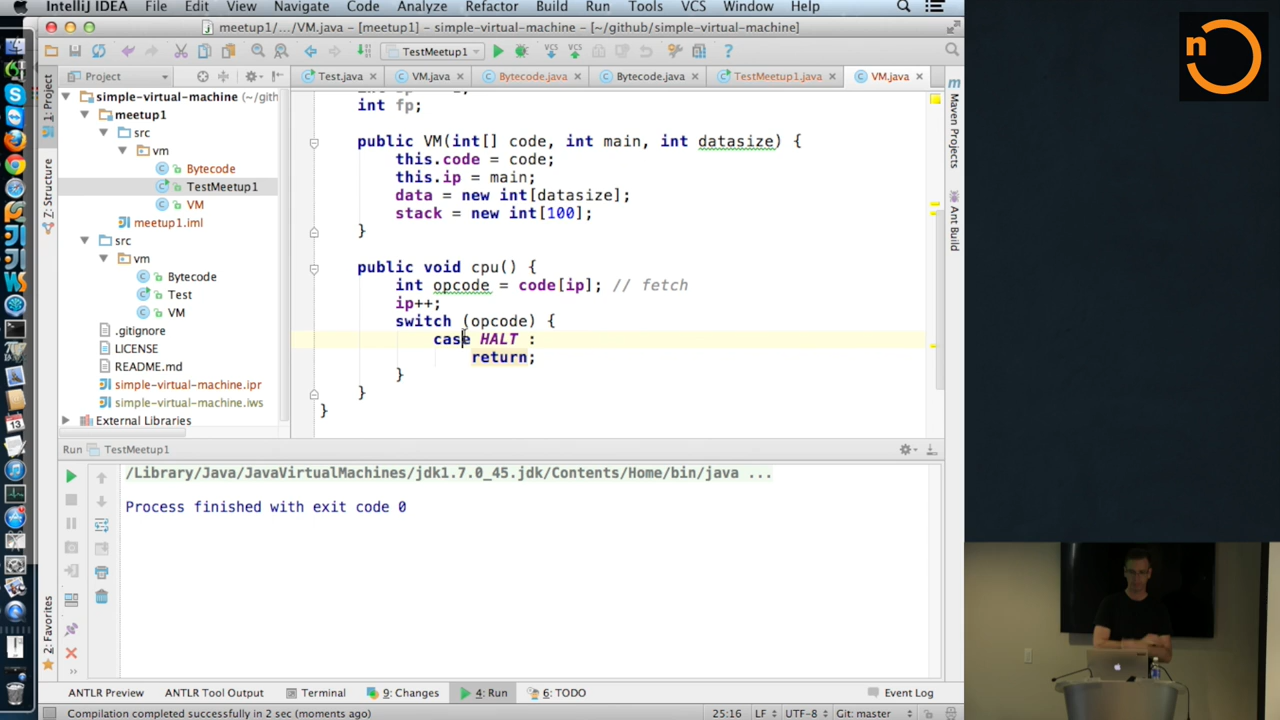 IntelliJ IDEA File Edit View Navigate Code Analyze Refactor Build Run Tools VCS Window Help
meetup1/.../VM.java - [meetup1] - simple-virtual-machine - [~/github/simple-virtual-machine]
TestMeetup1
Project
Test.java VM.java Bytecode.java Bytecode.java TestMeetup1.java VM.java
1: Project
Z: Structure
2: Favorites
Maven Projects
Ant Build
simple-virtual-machine (~/gith
meetup1
src
vm
Bytecode
TestMeetup1
VM
meetup1.iml
src
vm
Bytecode
Test
VM
.gitignore
LICENSE
README.md
simple-virtual-machine.ipr
simple-virtual-machine.iws
External Libraries
int fp;
public VM(int[] code, int main, int datasize) {
this.code = code;
this.ip = main;
data = new int[datasize];
stack = new int[100];
}
public void cpu() {
int opcode = code[ip]; // fetch
ip++;
switch (opcode) {
case HALT :
return;
}
}
}
Run TestMeetup1
/Library/Java/JavaVirtualMachines/jdk1.7.0_45.jdk/Contents/Home/bin/java ...
Process finished with exit code 0
ANTLR Preview ANTLR Tool Output Terminal 9: Changes 4: Run 6: TODO Event Log
Compilation completed successfully in 2 sec (moments ago) 25:16 LF UTF-8 Git: master
13
n